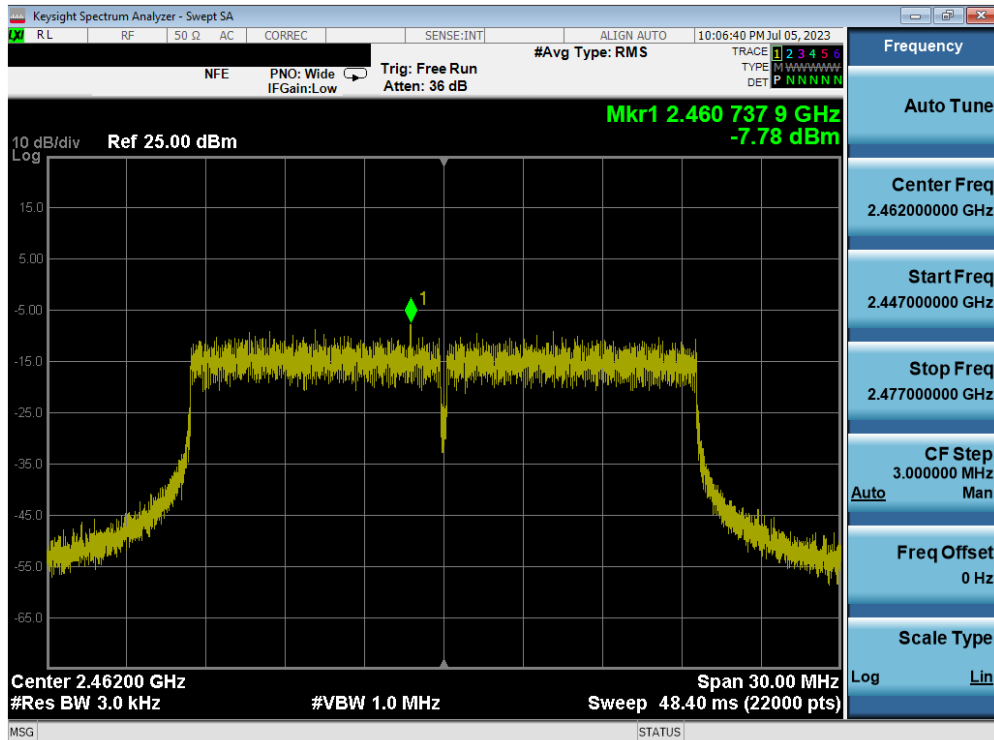 Keysight Spectrum Analyzer - Swept SA
LXI RL RF 50 Ω AC CORREC SENSE:INT ALIGN AUTO 10:06:40 PM Jul 05, 2023
NFE
PNO: Wide
IFGain:Low
Trig: Free Run
Atten: 36 dB
#Avg Type: RMS
TRACE 1 2 3 4 5 6
TYPE M WWWWW
DET P N N N N N
Mkr1 2.460 737 9 GHz
-7.78 dBm
10 dB/div Ref 25.00 dBm
Log
15.0
5.00
-5.00
-15.0
-25.0
-35.0
-45.0
-55.0
-65.0
1
Center 2.46200 GHz Span 30.00 MHz
#Res BW 3.0 kHz #VBW 1.0 MHz Sweep 48.40 ms (22000 pts)
MSG STATUS
Frequency
Auto Tune
Center Freq
2.462000000 GHz
Start Freq
2.447000000 GHz
Stop Freq
2.477000000 GHz
CF Step
3.000000 MHz
Auto Man
Freq Offset
0 Hz
Scale Type
Log Lin